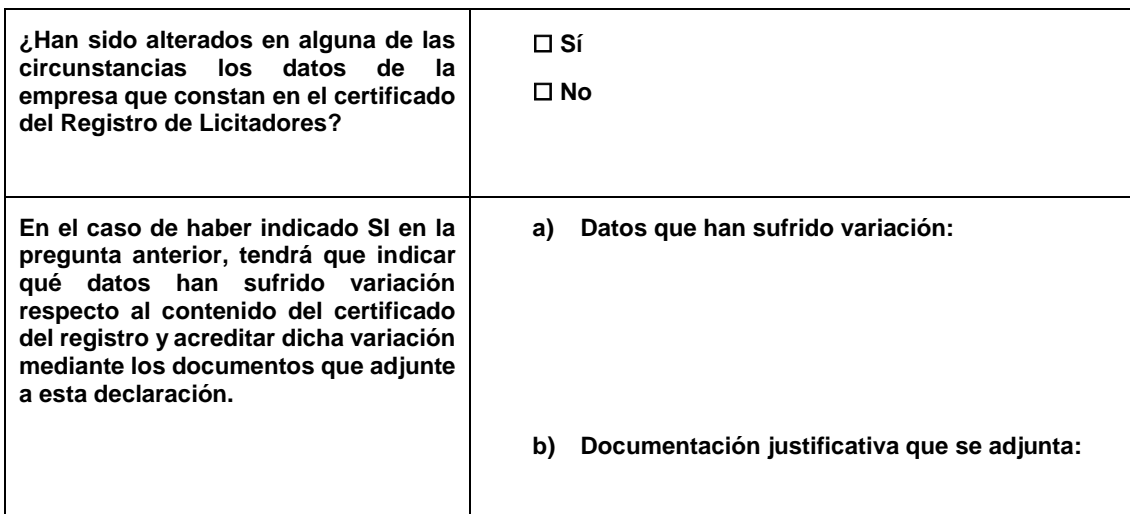 ¿Han sido alterados en alguna de las
circunstancias los datos de la
empresa que constan en el certificado
del Registro de Licitadores?
☐ Sí
☐ No
En el caso de haber indicado SI en la
pregunta anterior, tendrá que indicar
qué datos han sufrido variación
respecto al contenido del certificado
del registro y acreditar dicha variación
mediante los documentos que adjunte
a esta declaración.
a) Datos que han sufrido variación:
b) Documentación justificativa que se adjunta: